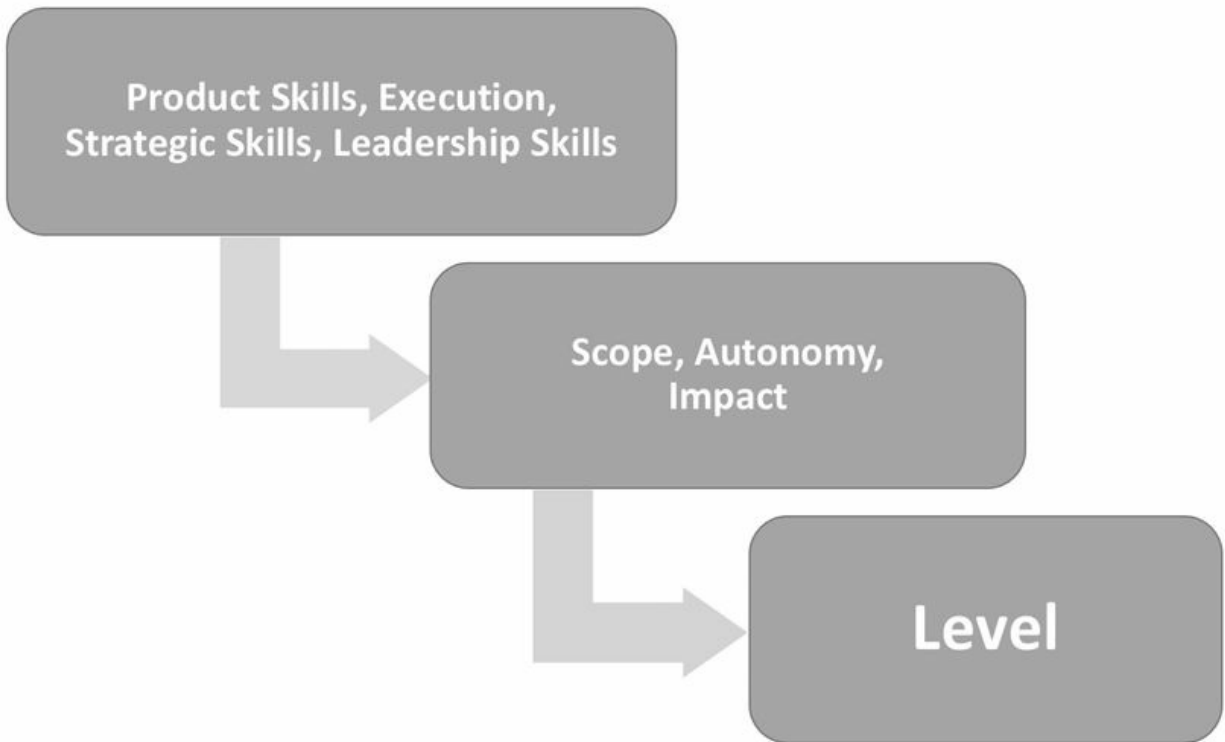 Product Skills, Execution,
Strategic Skills, Leadership Skills
Scope, Autonomy,
Impact
Level